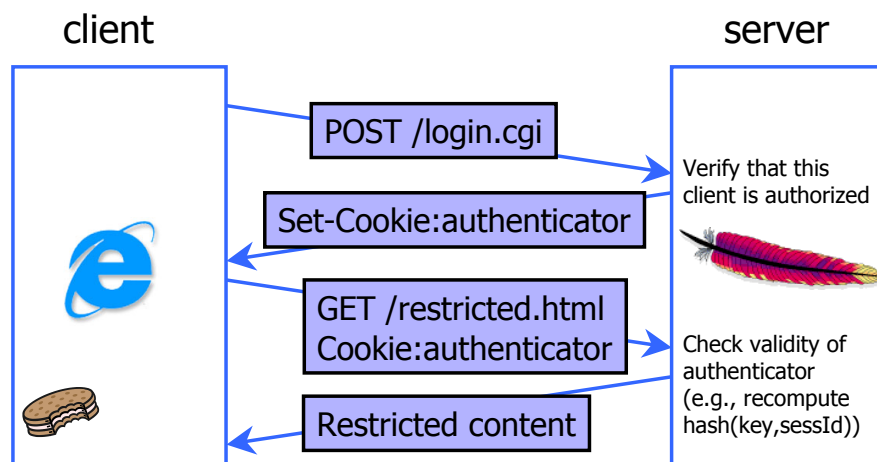 client
server
POST /login.cgi
Verify that this
client is authorized
Set-Cookie:authenticator
GET /restricted.html
Cookie:authenticator
Check validity of
authenticator
(e.g., recompute
hash(key,sessId))
Restricted content